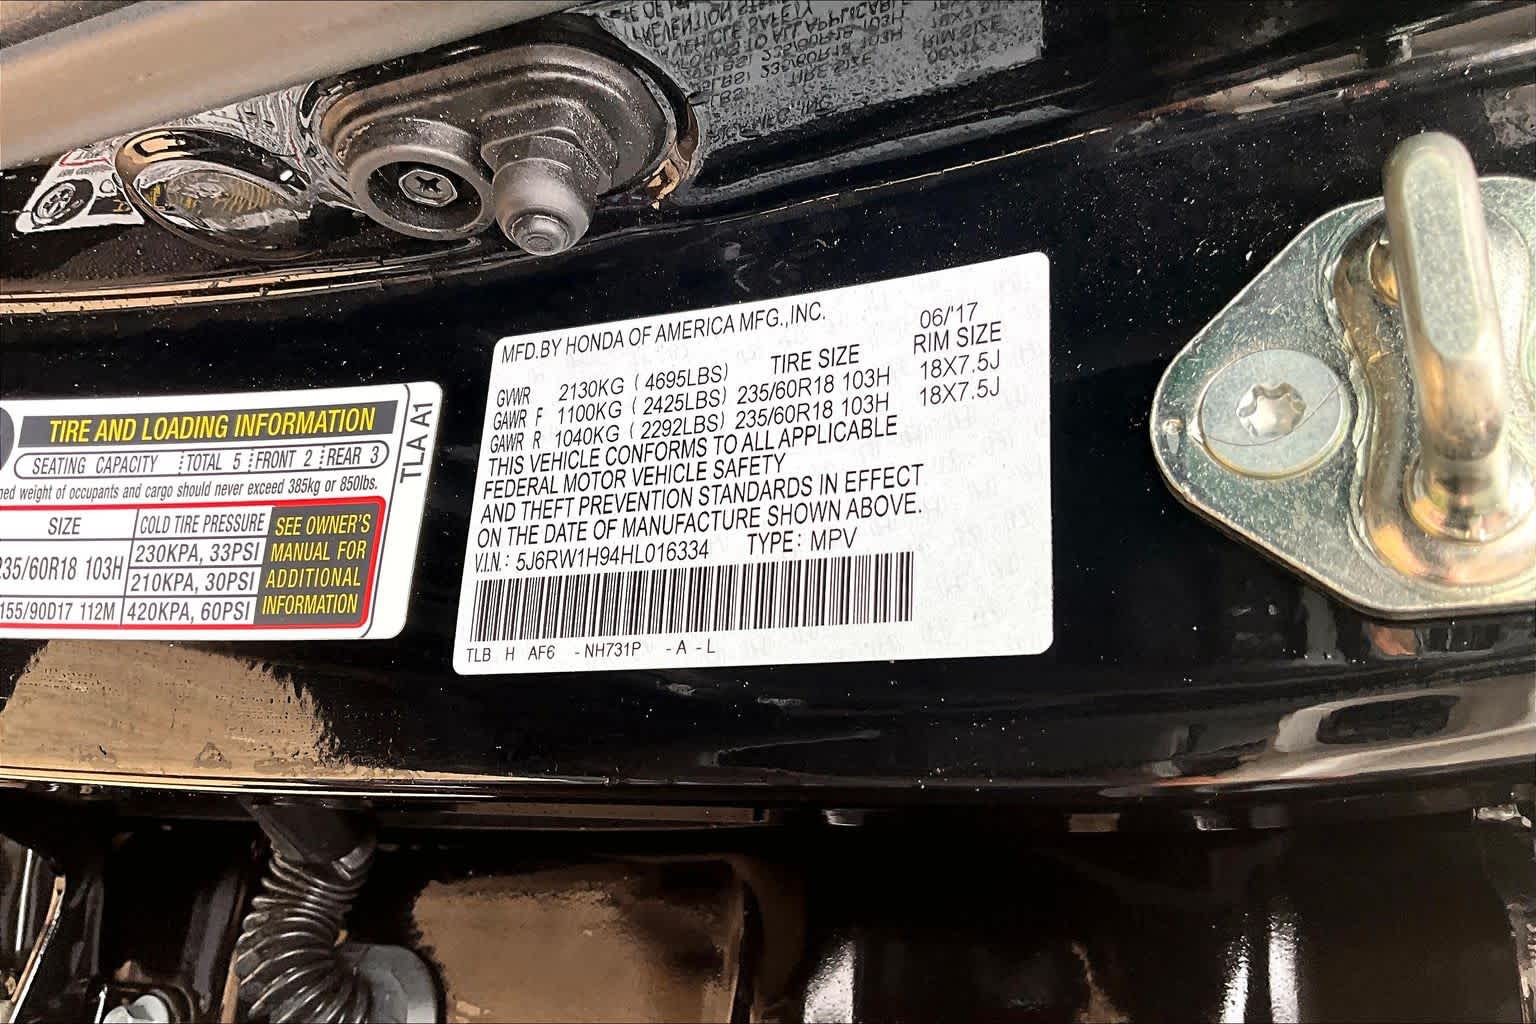 MFD.BY HONDA OF AMERICA MFG.,INC. 06/'17
GVWR 2130KG ( 4695LBS) TIRE SIZE RIM SIZE
GAWR F 1100KG ( 2425LBS) 235/60R18 103H 18X7.5J
GAWR R 1040KG ( 2292LBS) 235/60R18 103H 18X7.5J
THIS VEHICLE CONFORMS TO ALL APPLICABLE
FEDERAL MOTOR VEHICLE SAFETY
AND THEFT PREVENTION STANDARDS IN EFFECT
ON THE DATE OF MANUFACTURE SHOWN ABOVE.
V.I.N.: 5J6RW1H94HL016334 TYPE: MPV
TLB H AF6 -NH731P -A -L
TIRE AND LOADING INFORMATION
SEATING CAPACITY TOTAL 5 FRONT 2 REAR 3
weight of occupants and cargo should never exceed 385kg or 850lbs.
SIZE COLD TIRE PRESSURE
235/60R18 103H 230KPA, 33PSI
210KPA, 30PSI
155/90D17 112M 420KPA, 60PSI
SEE OWNER'S
MANUAL FOR
ADDITIONAL
INFORMATION
TLA A1